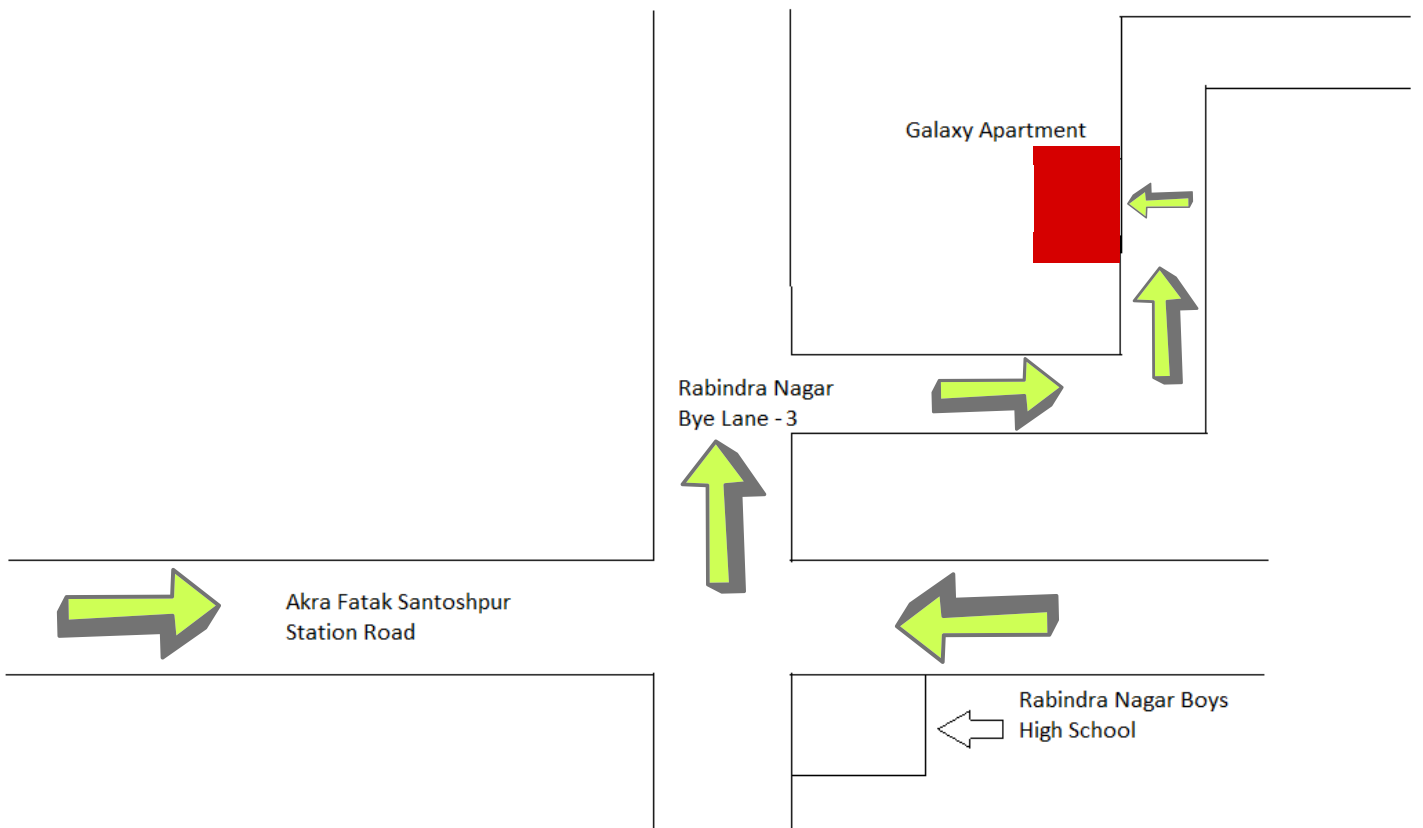 Galaxy Apartment
Rabindra Nagar
Bye Lane - 3
Akra Fatak Santoshpur
Station Road
Rabindra Nagar Boys
High School